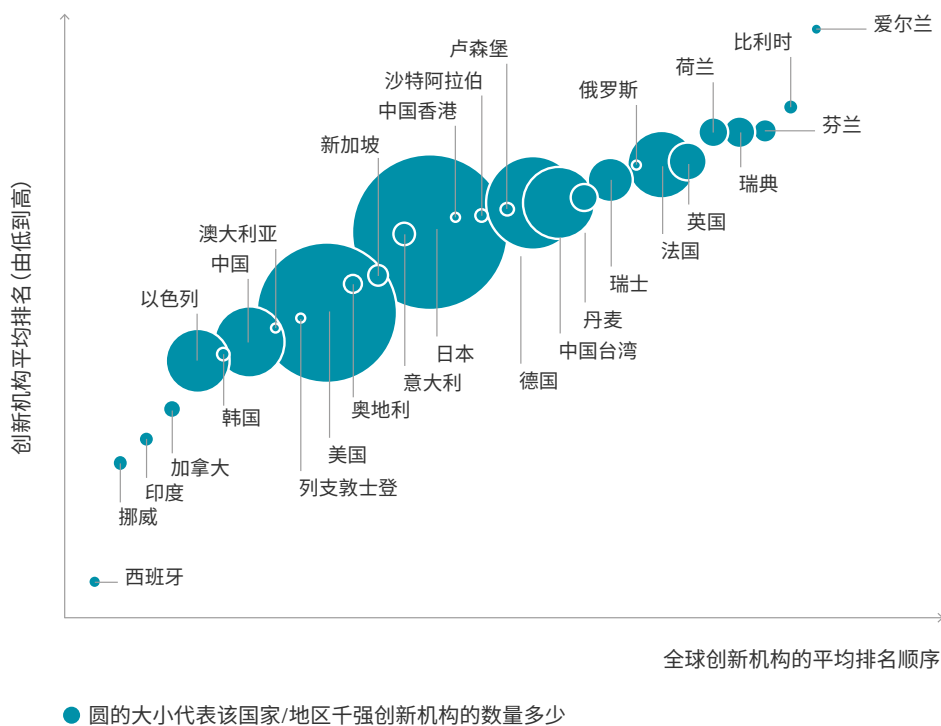 爱尔兰
比利时
卢森堡
荷兰
沙特阿拉伯
俄罗斯
中国香港
芬兰
新加坡
瑞典
创新机构平均排名（由低到高）
英国
澳大利亚
法国
中国
瑞士
以色列
丹麦
中国台湾
日本
德国
意大利
奥地利
韩国
美国
加拿大
列支敦士登
印度
挪威
西班牙
全球创新机构的平均排名顺序
圆的大小代表该国家/地区千强创新机构的数量多少